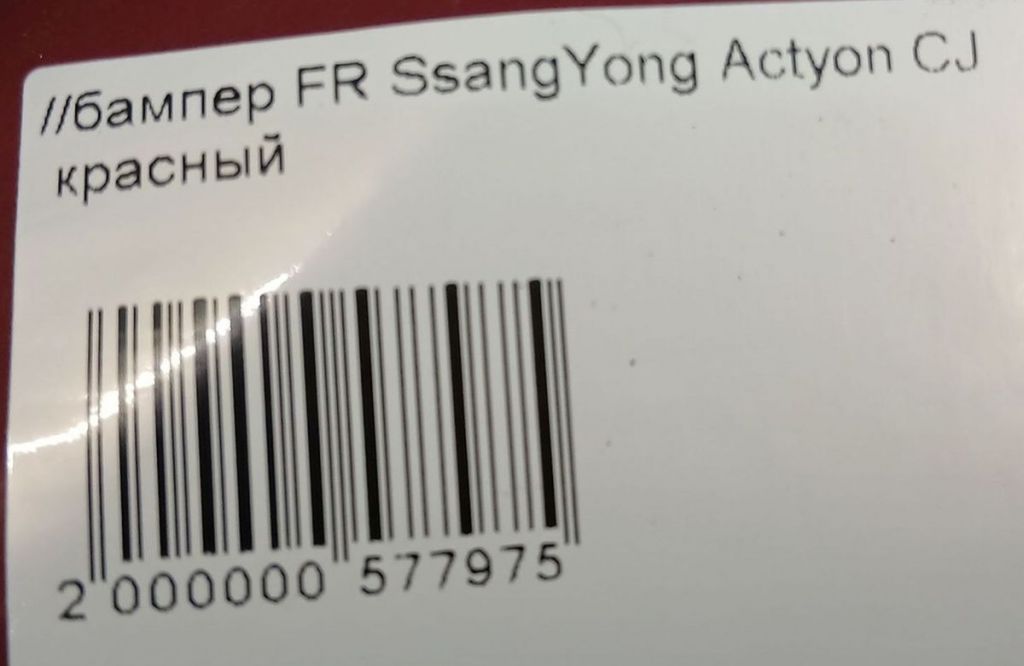 //бампер FR SsangYong Actyon CJ
красный
2 000000 577975